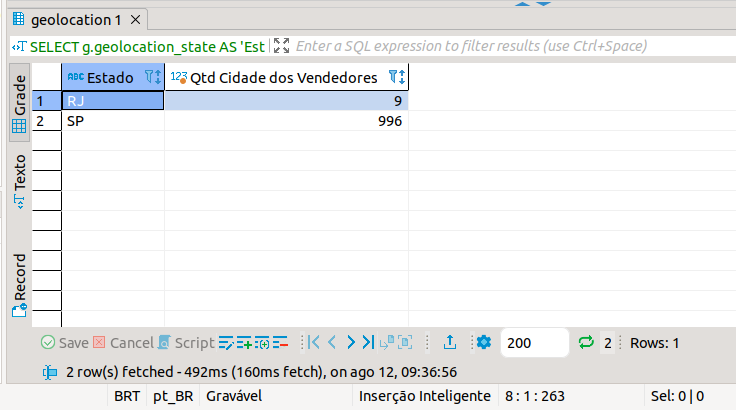 geolocation 1
SELECT g.geolocation_state AS 'Est
Enter a SQL expression to filter results (use Ctrl+Space)
Grade
Texto
Record
ABC Estado
123 Qtd Cidade dos Vendedores
1 RJ 9
2 SP 996
Save Cancel Script 200 2 Rows: 1
2 row(s) fetched - 492ms (160ms fetch), on ago 12, 09:36:56
BRT pt_BR Gravável Inserção Inteligente 8 : 1 : 263 Sel: 0 | 0